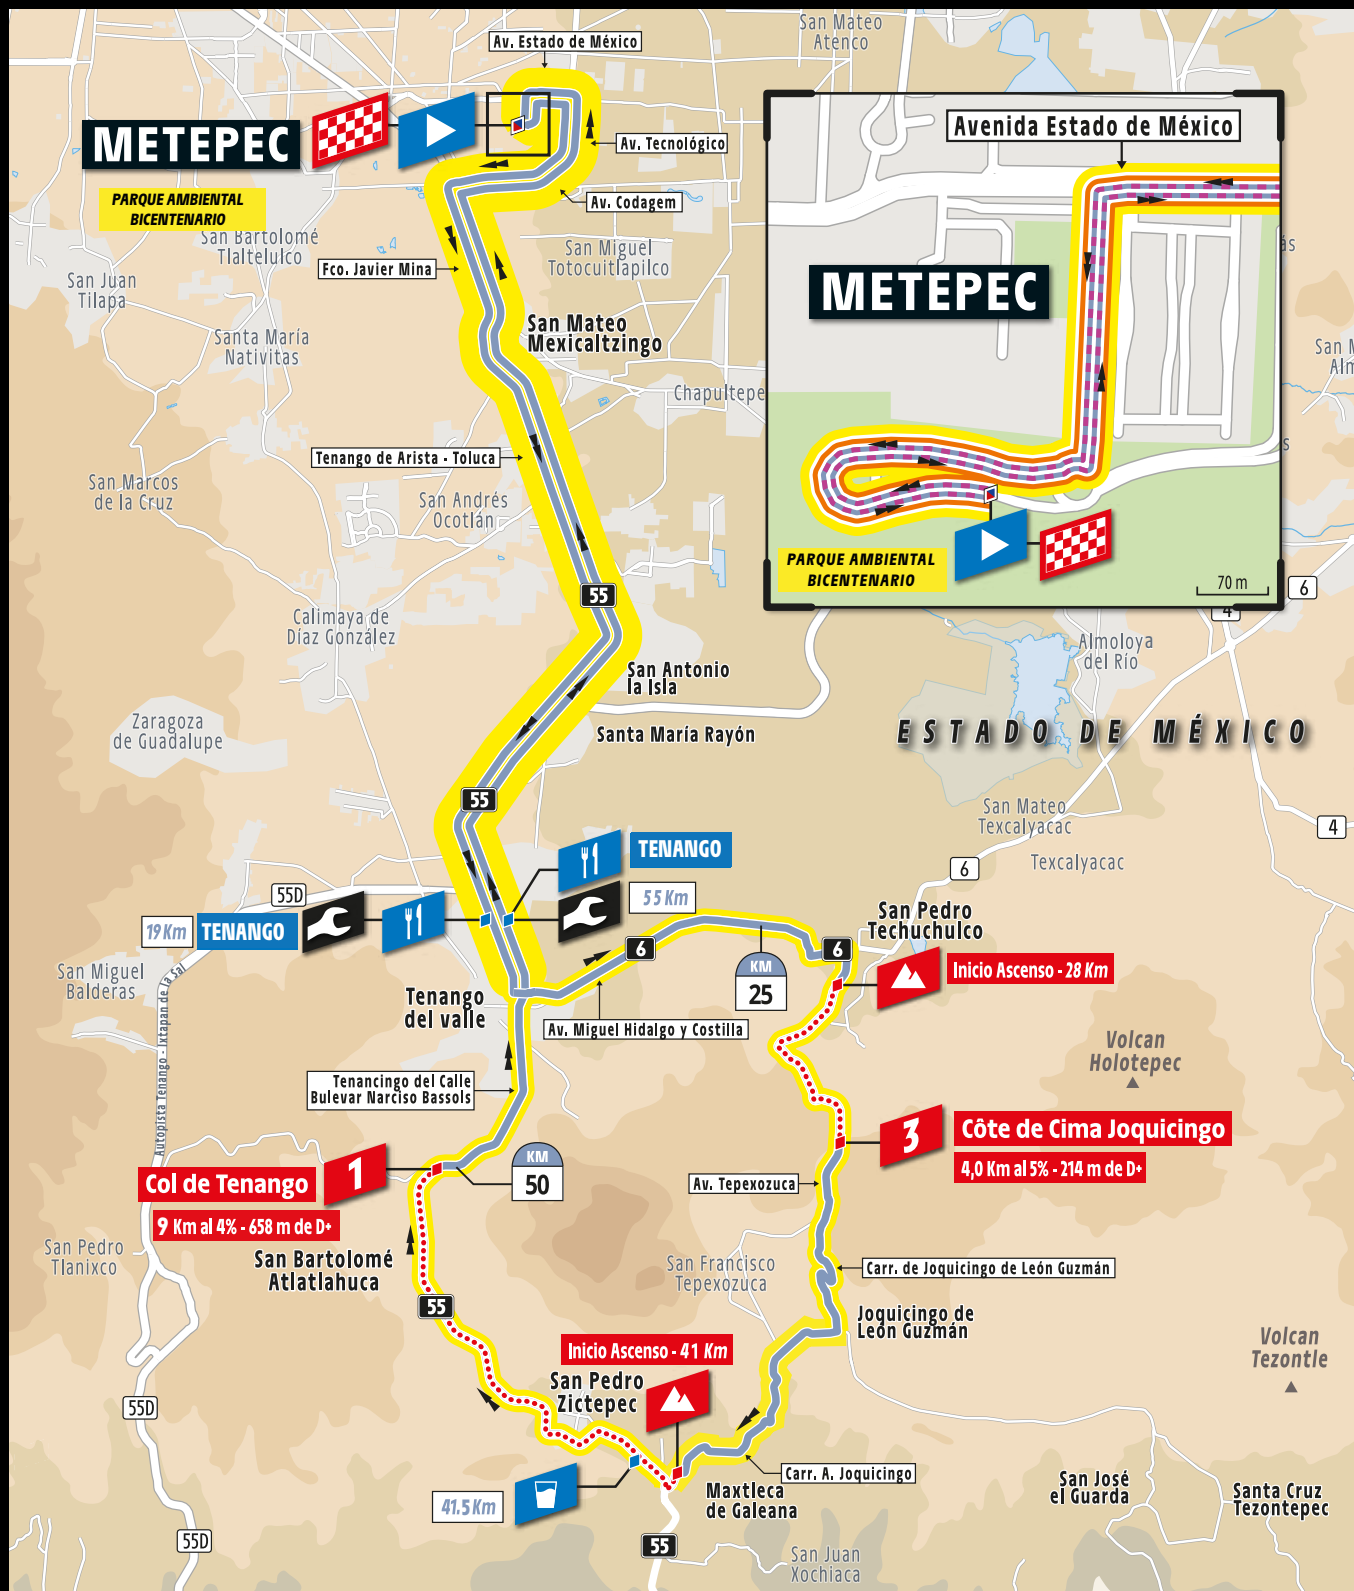 San Mateo
Atenco
Av. Estado de México
METEPEC
PARQUE AMBIENTAL
BICENTENARIO
Av. Tecnológico
Av. Codagem
San Bartolomé
Tlaltelulco
San Miguel
Totocuitlapilco
Fco. Javier Mina
San Juan
Tilapa
Santa María
Nativitas
San Mateo
Mexicaltzingo
Chapultepe
Avenida Estado de México
METEPEC
PARQUE AMBIENTAL
BICENTENARIO
70 m
ás
San M
Alm
s
Tenango de Arista - Toluca
San Marcos
de la Cruz
San Andrés
Ocotlán
55
6
4
Calimaya de
Díaz González
Almoloya
del Río
San Antonio
la Isla
Santa María Rayón
Zaragoza
de Guadalupe
ESTADO DE MÉXICO
55
San Mateo
Texcalyacac
4
Texcalyacac
6
TENANGO
55 Km
55D
19 Km
TENANGO
San Pedro
Techuchulco
6
6
Inicio Ascenso - 28 Km
KM
25
San Miguel
Balderas
Tenango
del valle
Av. Miguel Hidalgo y Costilla
Autopista Tenango - Ixtapan de la Sal
Volcan
Holotepec
Tenancingo del Calle
Bulevar Narciso Bassols
3
Côte de Cima Joquicingo
4,0 Km al 5% - 214 m de D+
KM
50
Col de Tenango
1
9 Km al 4% - 658 m de D+
Av. Tepexozuca
San Pedro
Tlanixco
San Bartolomé
Atlatlahuca
San Francisco
Tepexozuca
Carr. de Joquicingo de León Guzmán
55
Joquicingo de
León Guzmán
Inicio Ascenso - 41 Km
San Pedro
Zictepec
Volcan
Tezontle
55D
Carr. A. Joquicingo
41.5 Km
Maxtleca
de Galeana
San José
el Guarda
Santa Cruz
Tezontepec
55D
55
San Juan
Xochiaca